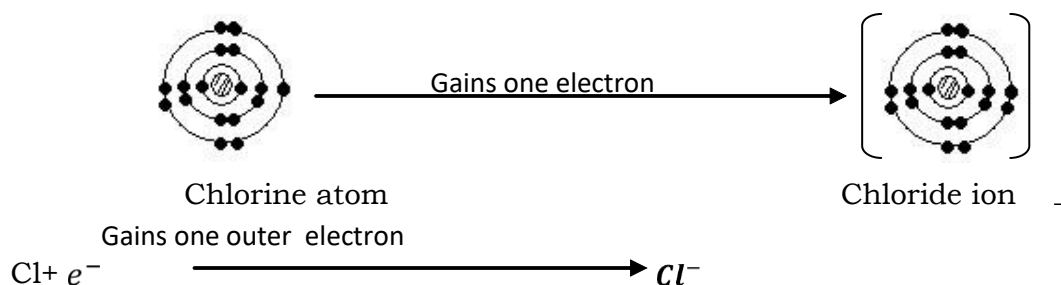 Gains one electron
Chlorine atom Chloride ion –
Gains one outer electron
Cl+ e⁻ Cl⁻